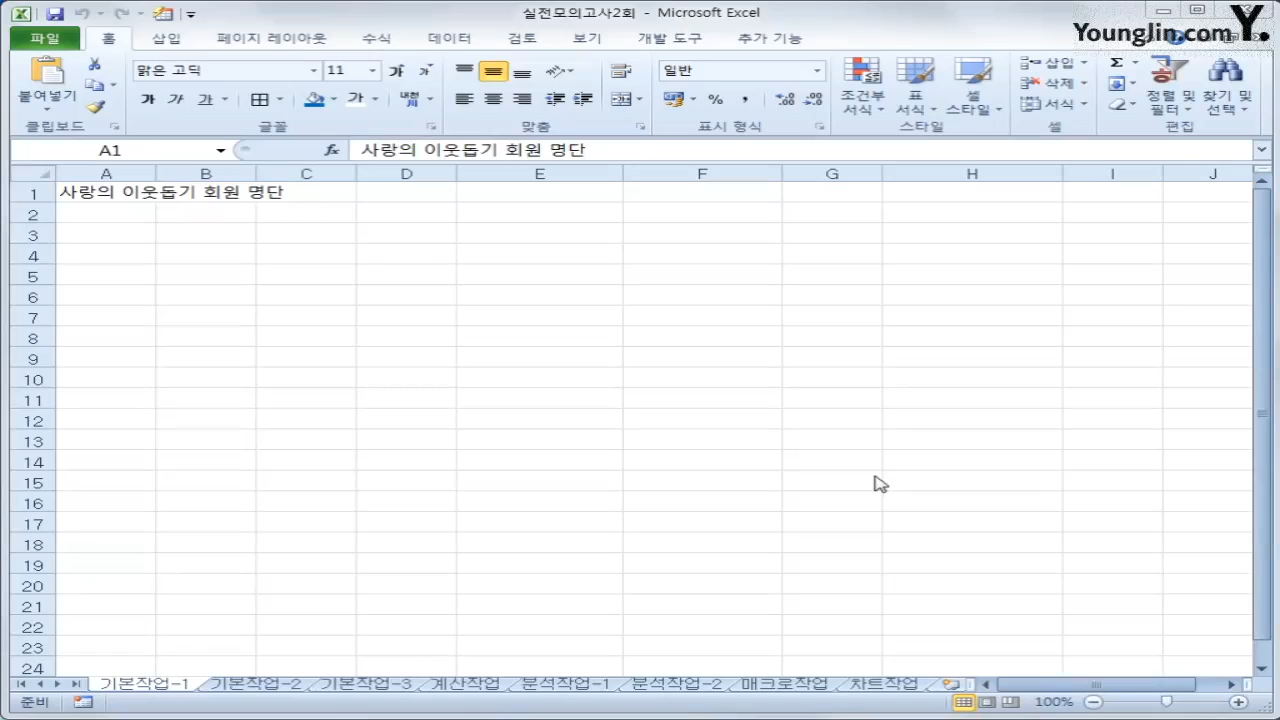 실전모의고사2회 - Microsoft Excel
YoungJin.com Y.
파일 홈 삽입 페이지 레이아웃 수식 데이터 검토 보기 개발 도구 추가 기능
붙여넣기
맑은 고딕 11
가 가 가
일반
조건부 서식 표 서식 셀 스타일
삽입
삭제
서식
정렬 및 필터 찾기 및 선택
클립보드 글꼴 맞춤 표시 형식 스타일 셀 편집
A1 fx 사랑의 이웃돕기 회원 명단
A B C D E F G H I J
1 사랑의 이웃돕기 회원 명단
2
3
4
5
6
7
8
9
10
11
12
13
14
15
16
17
18
19
20
21
22
23
24
기본작업-1 기본작업-2 기본작업-3 계산작업 분석작업-1 분석작업-2 매크로작업 차트작업
준비 100%